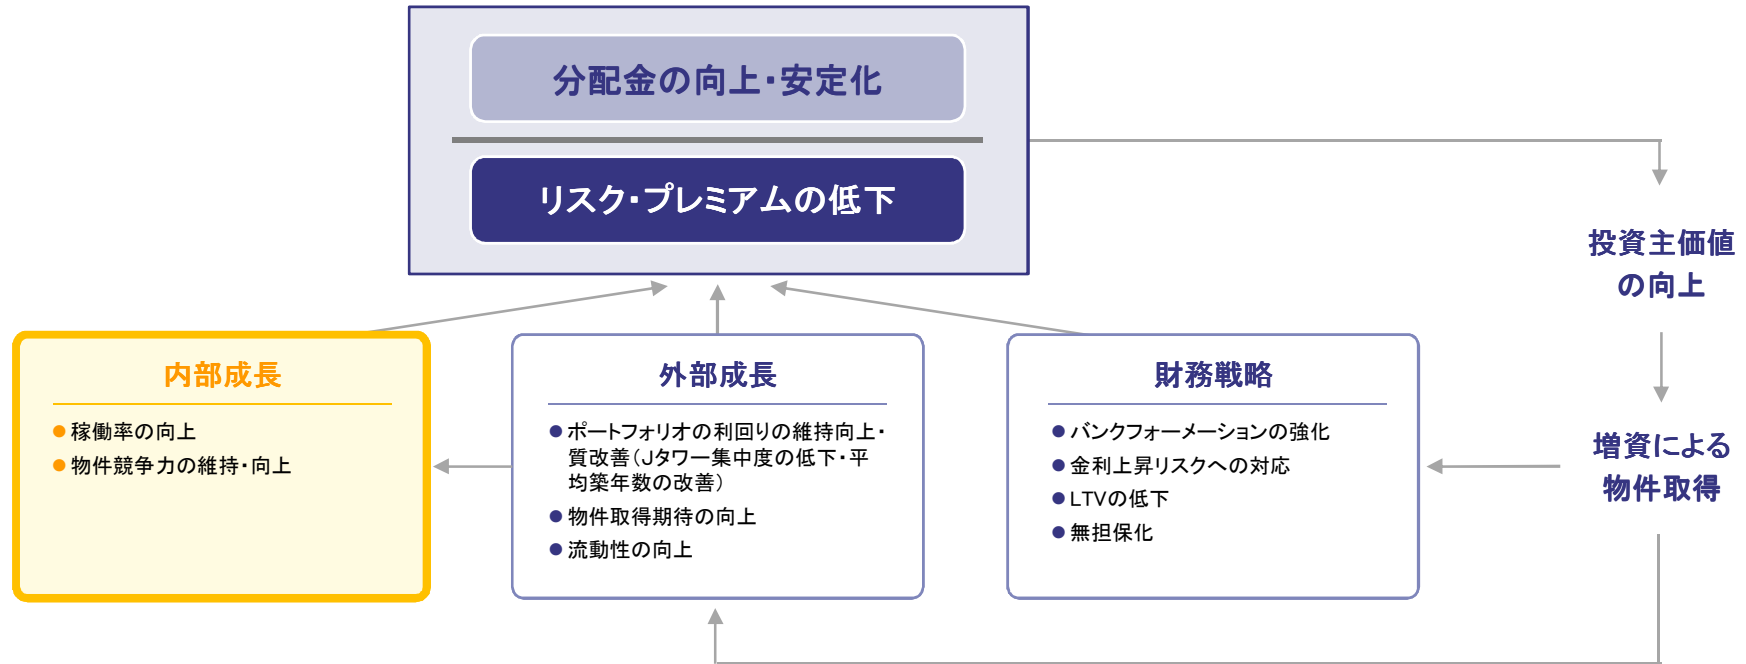 分配金の向上・安定化
リスク・プレミアムの低下
投資主価値
の向上
内部成長
●稼働率の向上
●物件競争力の維持・向上
外部成長
●ポートフォリオの利回りの維持向上・
質改善（Jタワー集中度の低下・平
均築年数の改善）
●物件取得期待の向上
●流動性の向上
財務戦略
●バンクフォーメーションの強化
●金利上昇リスクへの対応
●LTVの低下
●無担保化
増資による
物件取得